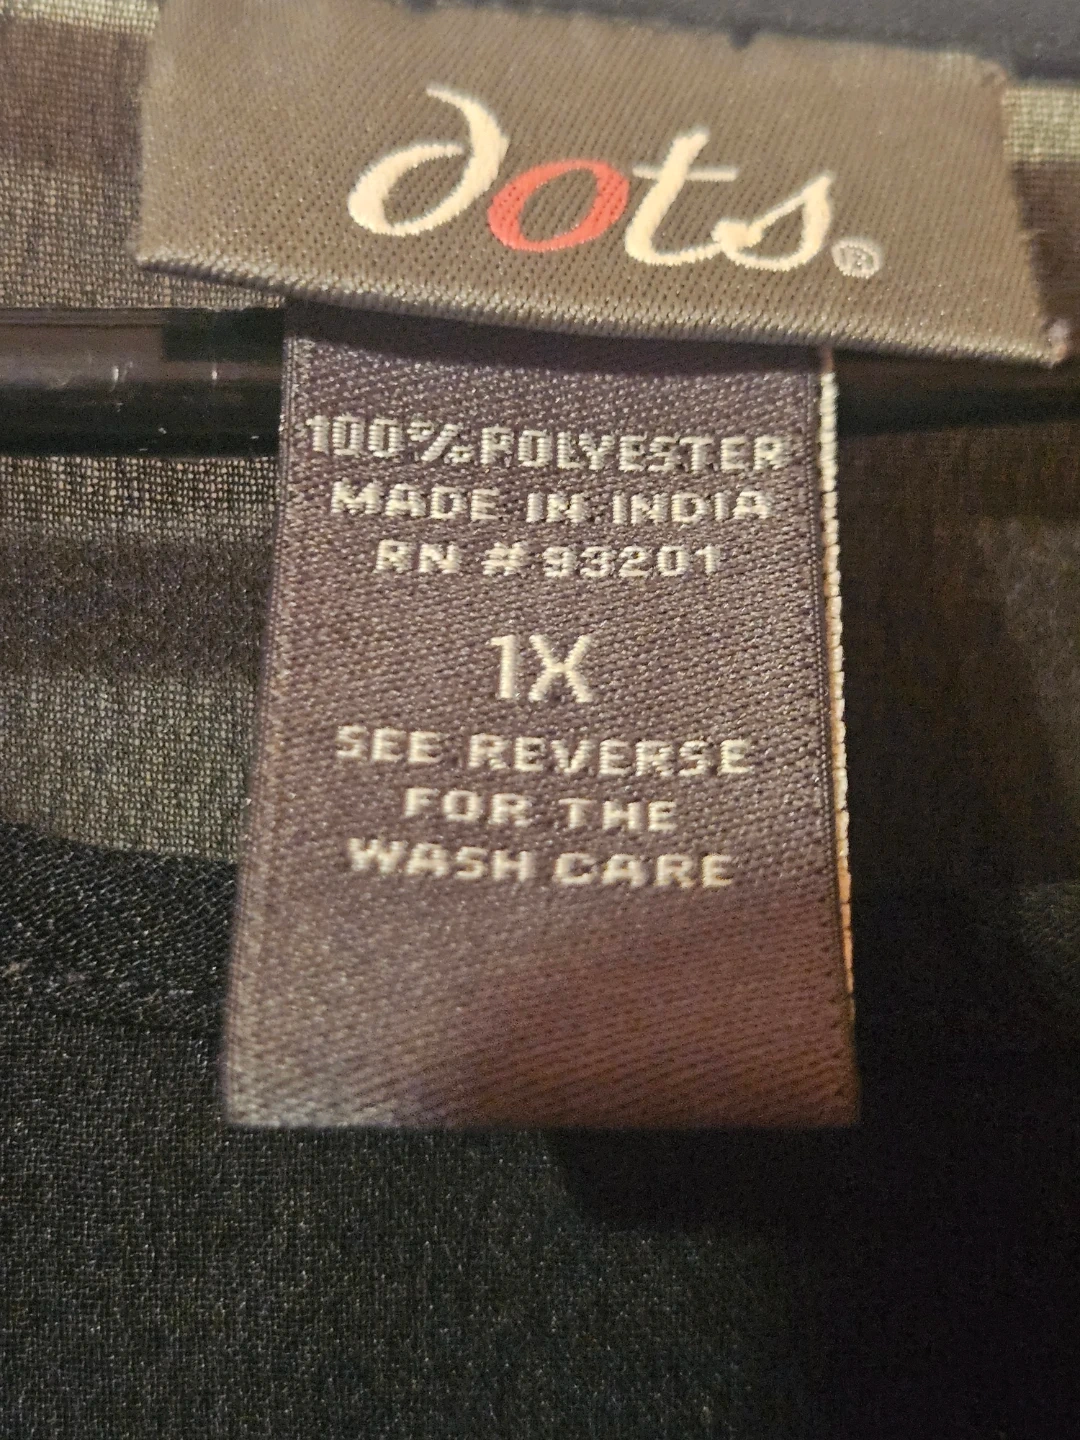 dots®
100% POLYESTER
MADE IN INDIA
RN # 93201
1X
SEE REVERSE
FOR THE
WASH CARE